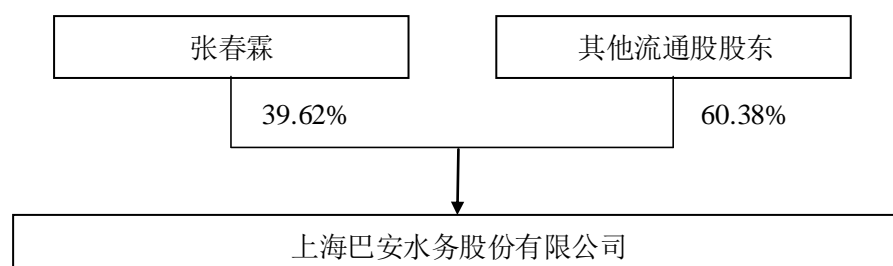 张春霖
其他流通股股东
39.62%
60.38%
上海巴安水务股份有限公司